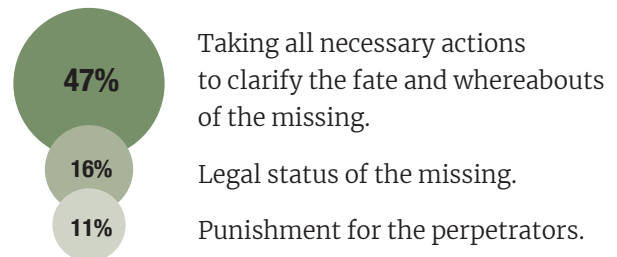 47%
Taking all necessary actions
to clarify the fate and whereabouts
of the missing.
16%
Legal status of the missing.
11%
Punishment for the perpetrators.